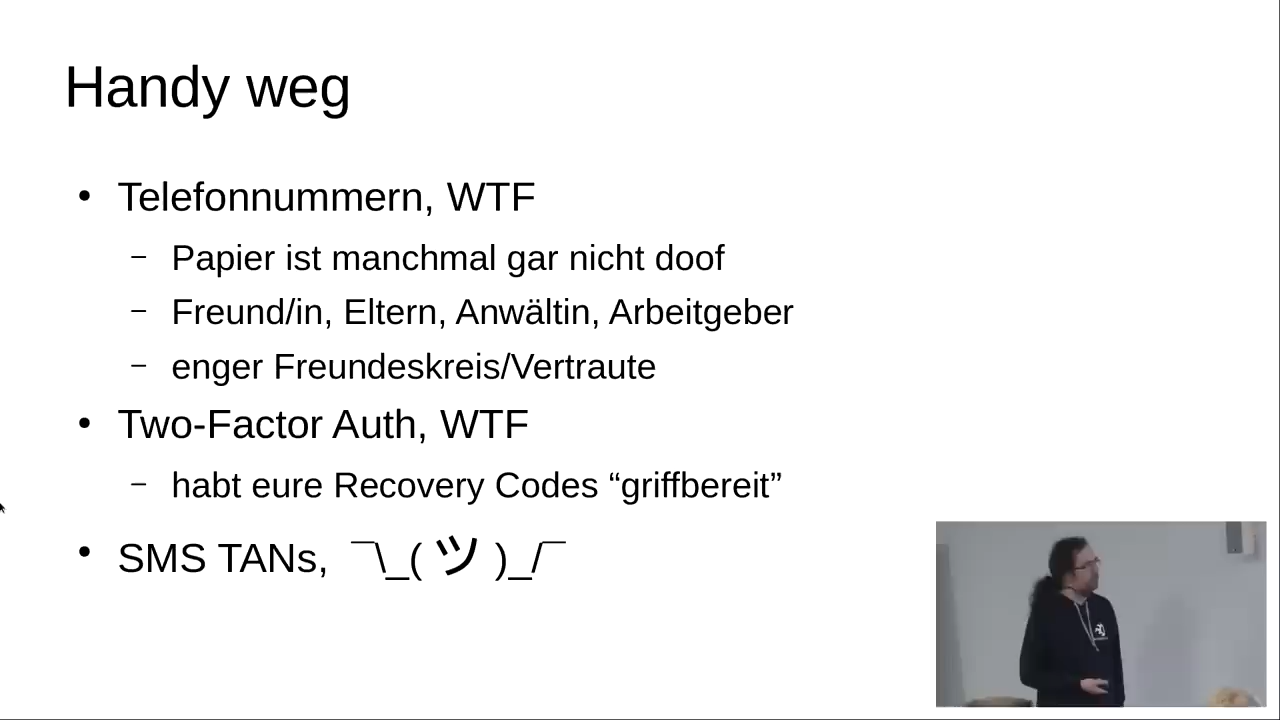 Handy weg
• Telefonnummern, WTF
– Papier ist manchmal gar nicht doof
– Freund/in, Eltern, Anwältin, Arbeitgeber
– enger Freundeskreis/Vertraute
• Two-Factor Auth, WTF
– habt eure Recovery Codes “griffbereit”
• SMS TANs, ¯\_( ツ )_/¯